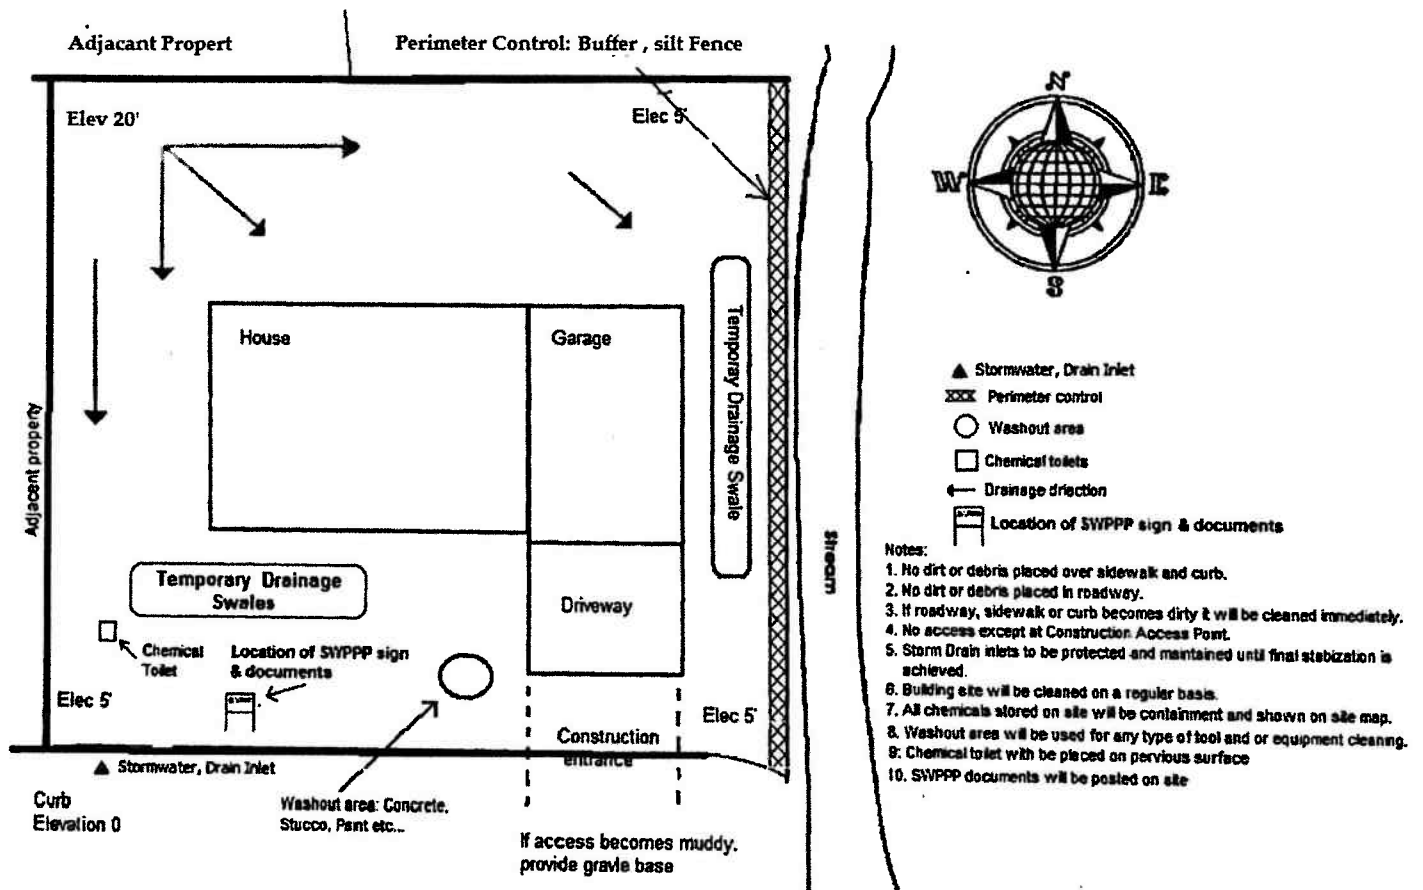 Adjacant Propert
Perimeter Control: Buffer , silt Fence
Elev 20'
Elec 5'
N
W
E
S
House
Garage
Temporay Drainage Swale
Adjacent property
Stream
Temporary Drainage
Swales
Driveway
Chemical
Toilet
Location of SWPPP sign
& documents
Elec 5'
Elec 5'
Construction
entrance
Stormwater, Drain Inlet
Curb
Elevation 0
Washout area: Concrete,
Stucco, Paint etc...
If access becomes muddy.
provide gravle base
Stormwater, Drain Inlet
Perimeter control
Washout area
Chemical toilets
Drainage driection
Location of SWPPP sign & documents
Notes:
1. No dirt or debris placed over sidewalk and curb.
2. No dirt or debris placed in roadway.
3. If roadway, sidewalk or curb becomes dirty it will be cleaned immediately.
4. No access except at Construction Access Point.
5. Storm Drain inlets to be protected and maintained until final stabization is
achieved.
6. Building site will be cleaned on a regular basis.
7. All chemicals stored on site will be containment and shown on site map.
8. Washout area will be used for any type of tool and or equipment cleaning.
9: Chemical toilet with be placed on pervious surface
10. SWPPP documents will be posted on site